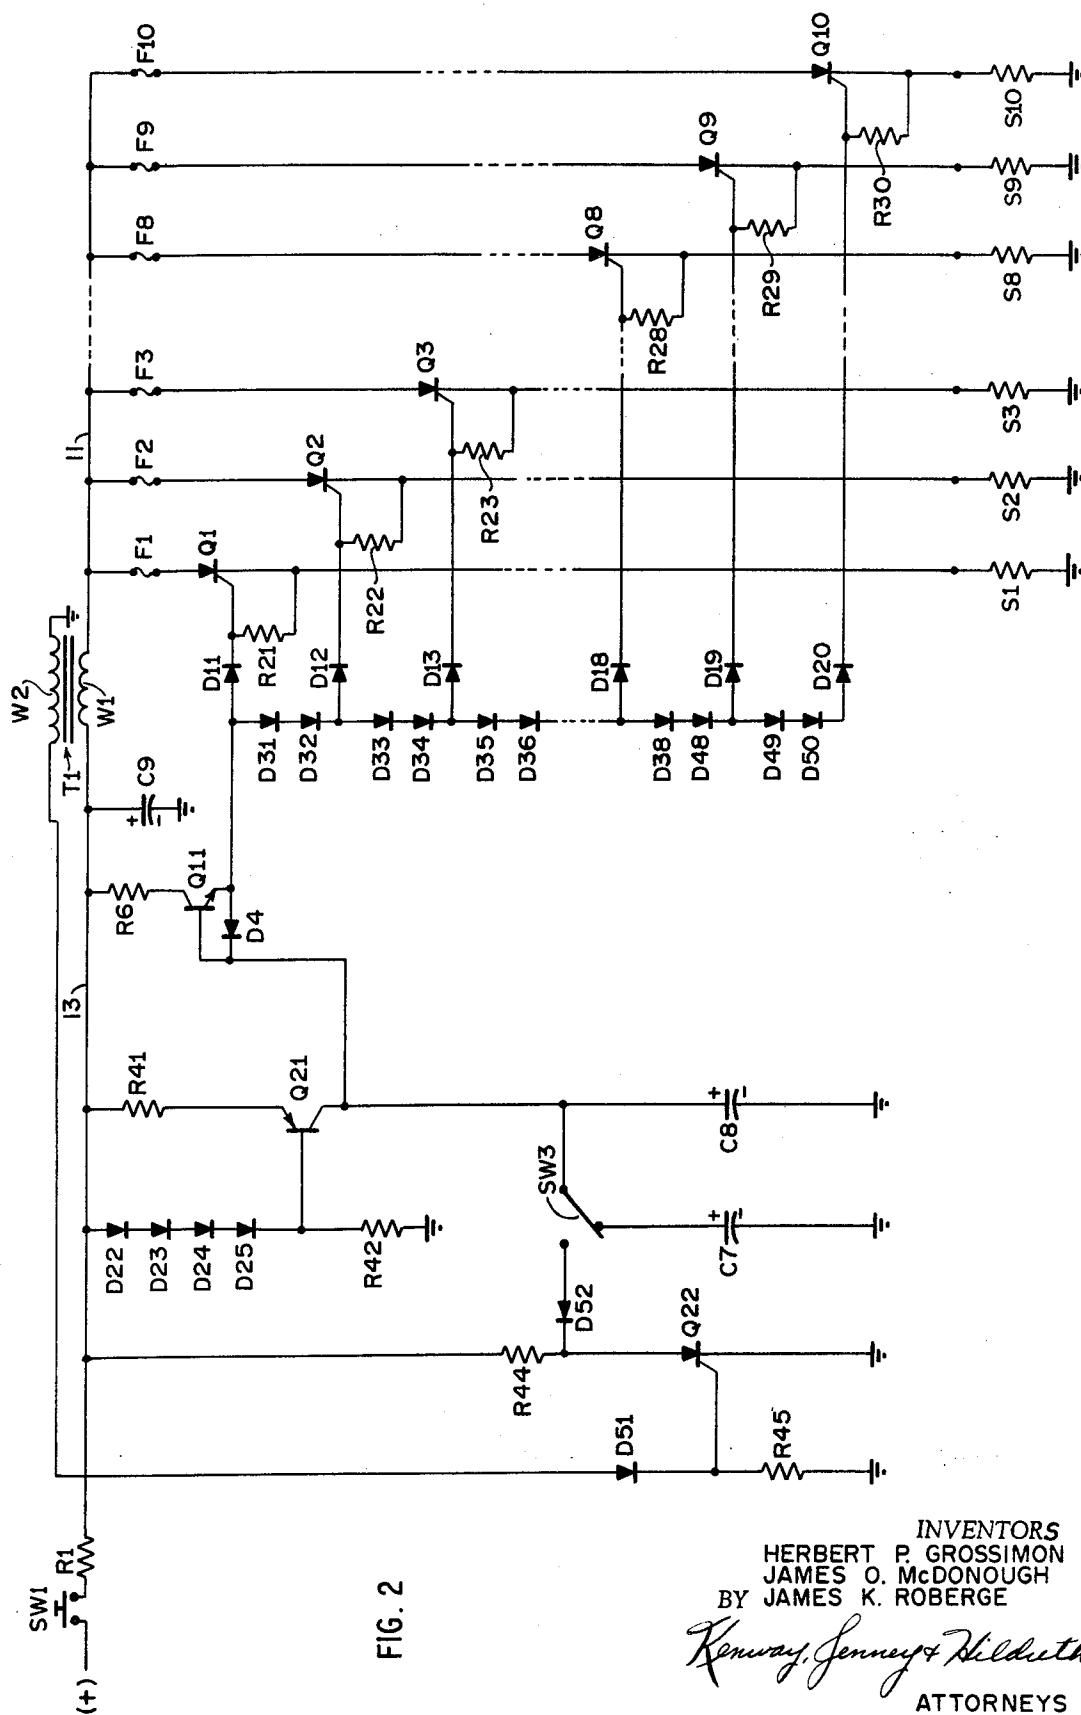 W2
T1
W1
SW1
(+)
R1
13
11
D22
D23
D24
D25
R42
R41
Q21
R6
Q11
D4
C9
F1
F2
F3
F8
F9
F10
Q1
Q2
Q3
Q8
Q9
Q10
D11
R21
D12
R22
D13
R23
D18
R28
D19
R29
D20
R30
D31
D32
D33
D34
D35
D36
D38
D48
D49
D50
SW3
D52
R44
Q22
D51
R45
C7
+
-
C8
+
-
+
-
S1
S2
S3
S8
S9
S10
FIG. 2
INVENTORS
HERBERT P. GROSSIMON
JAMES O. McDONOUGH
BY JAMES K. ROBERGE
Kenway, Jenney & Hildreth
ATTORNEYS